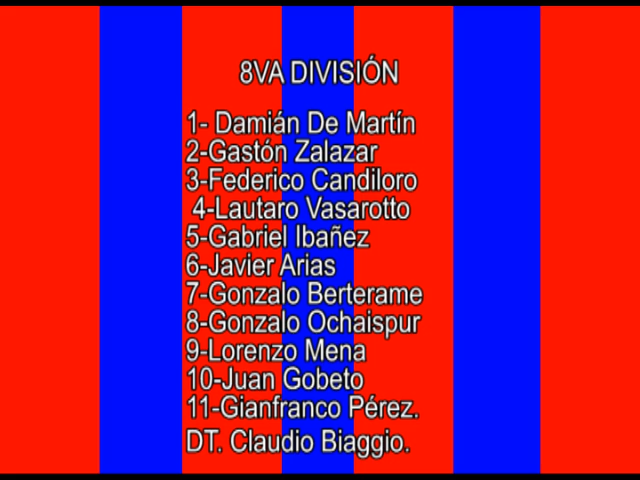 8VA DIVISIÓN
1- Damián De Martín
2-Gastón Zalazar
3-Federico Candiloro
4-Lautaro Vasarotto
5-Gabriel Ibañez
6-Javier Arias
7-Gonzalo Berterame
8-Gonzalo Ochaispur
9-Lorenzo Mena
10-Juan Gobeto
11-Gianfranco Pérez.
DT. Claudio Biaggio.